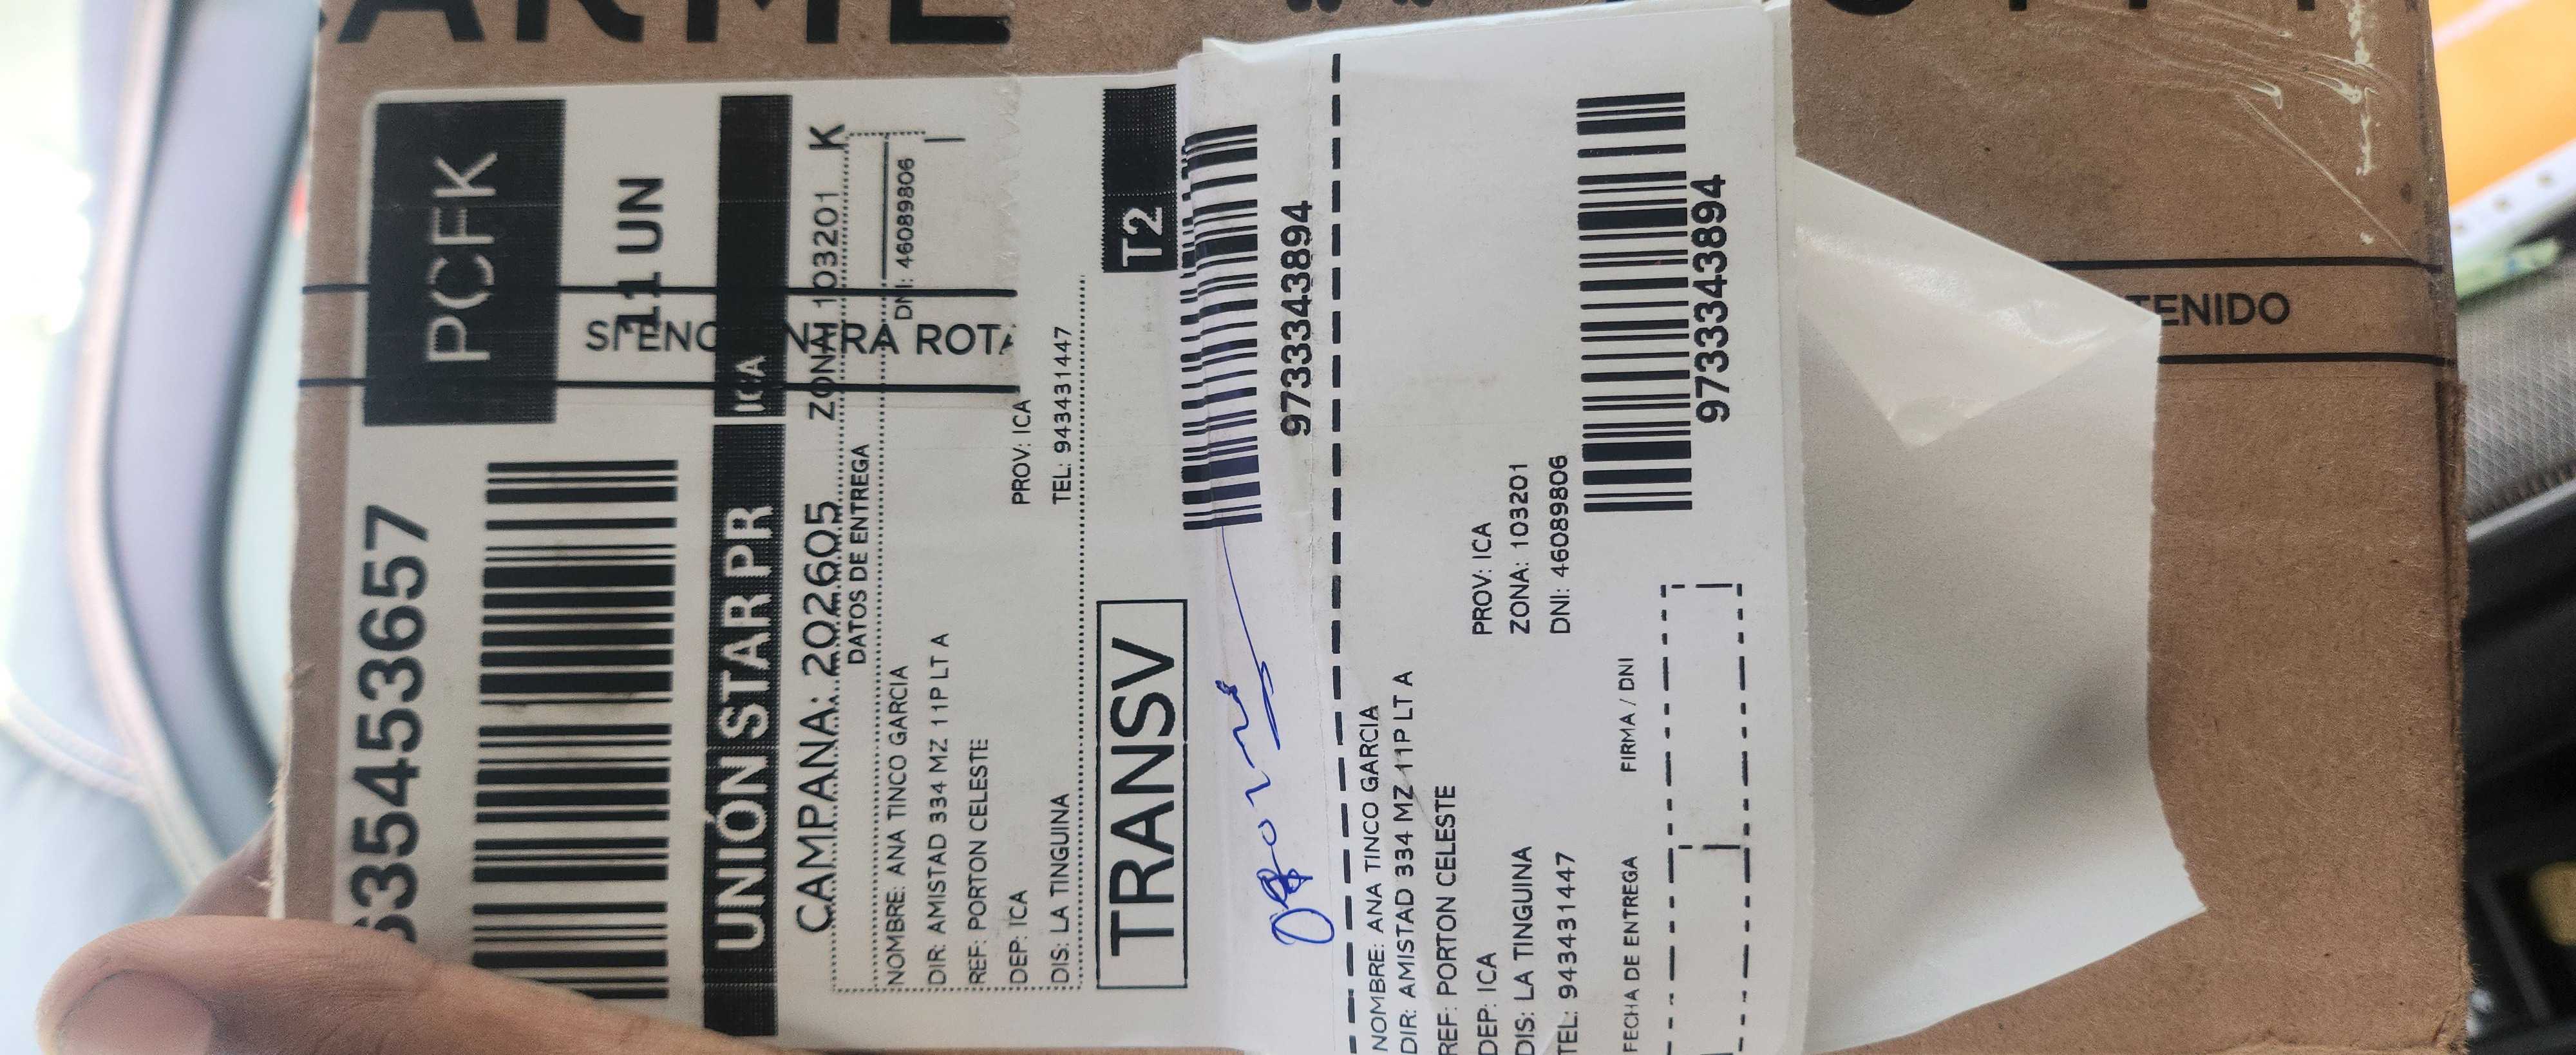 PCFK
11 UN
UNIÓN STAR PR ICA
CAMPAÑA: 202605 ZONA: 103201 K
DATOS DE ENTREGA
NOMBRE: ANA TINCO GARCIA DNI: 46089806
DIR: AMISTAD 334 MZ 11P LT A
REF: PORTON CELESTE
DEP: ICA PROV: ICA
DIS: LA TINGUINA TEL: 943431447
TRANSV T2
9733343894
NOMBRE: ANA TINCO GARCIA
DIR: AMISTAD 334 MZ 11P LT A
REF: PORTON CELESTE
DEP: ICA PROV: ICA
DIS: LA TINGUINA ZONA: 103201
TEL: 943431447 DNI: 46089806
FECHA DE ENTREGA FIRMA / DNI
9733343894